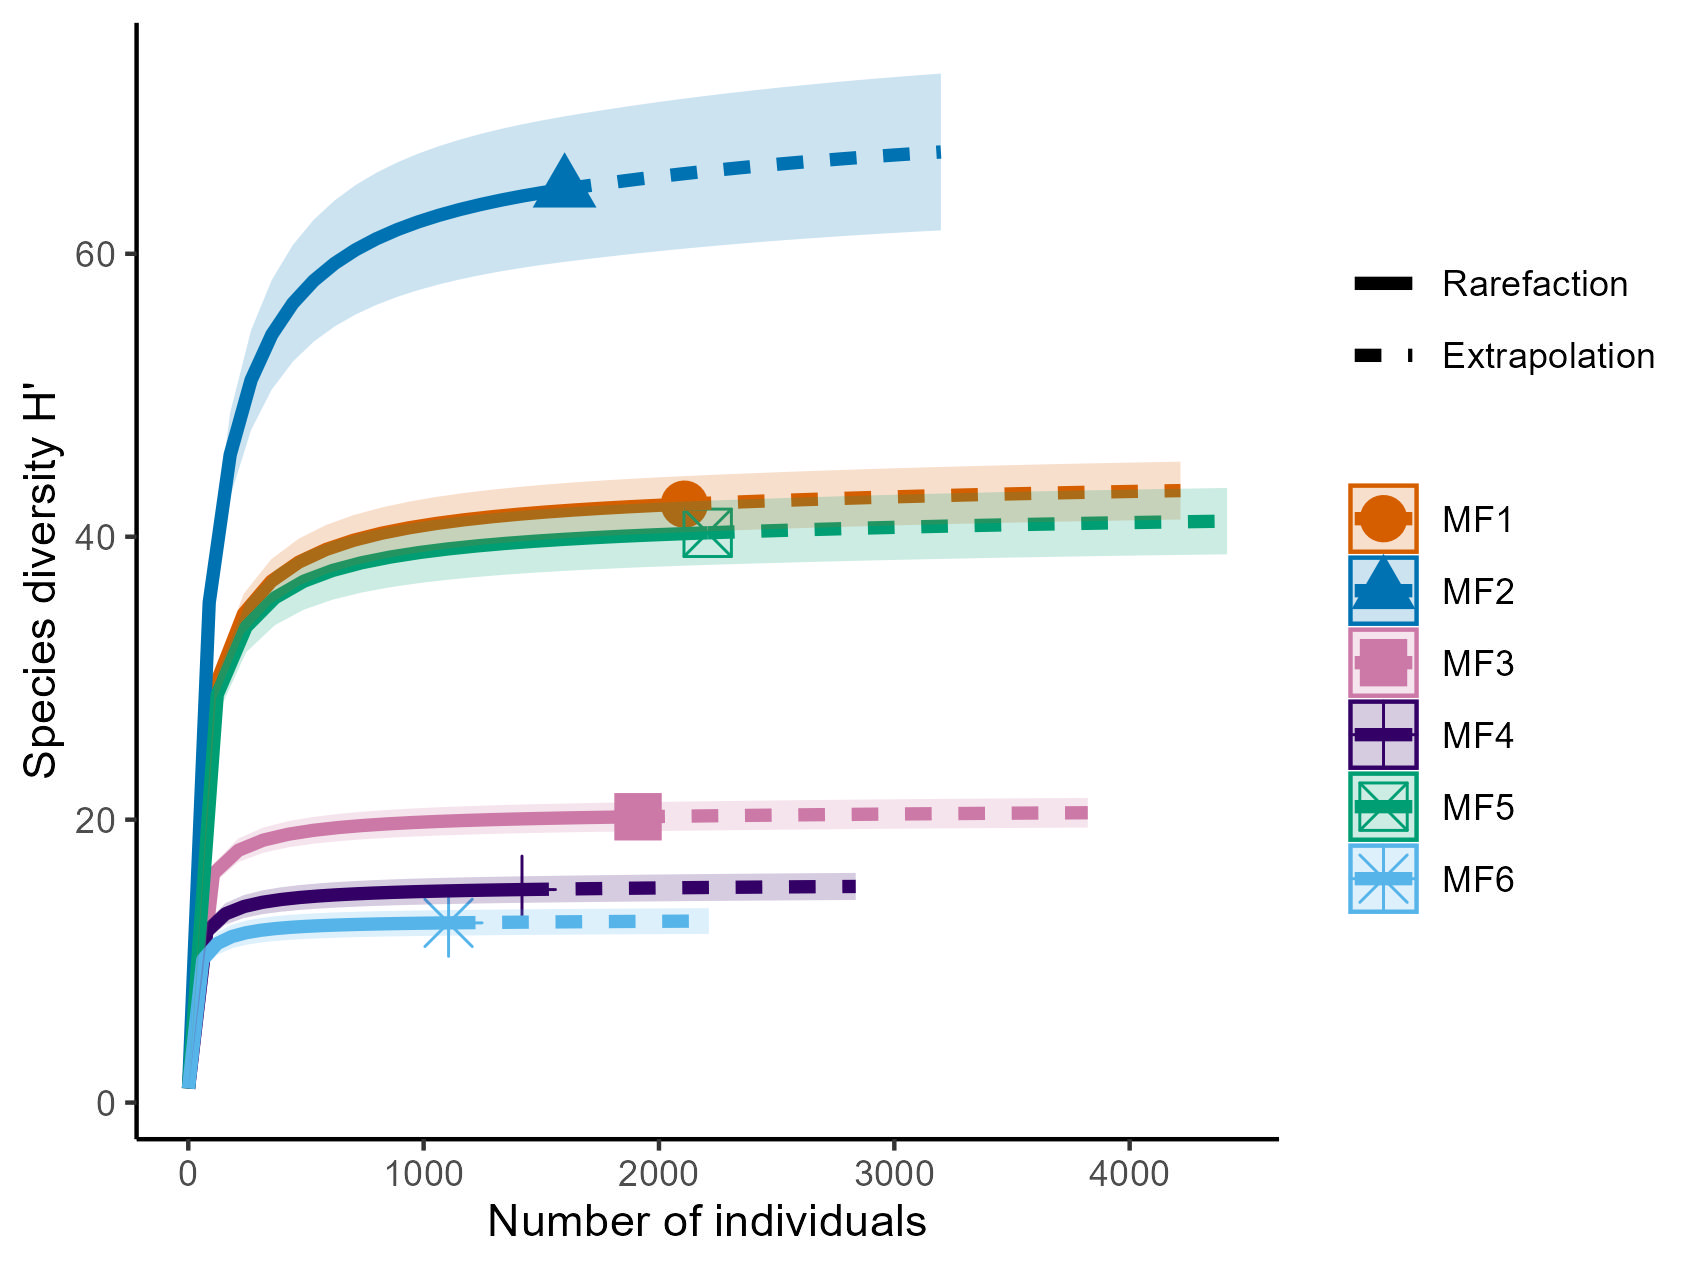 Species diversity H'
60
40
20
0
0 1000 2000 3000 4000
Number of individuals
Rarefaction
Extrapolation
MF1
MF2
MF3
MF4
MF5
MF6